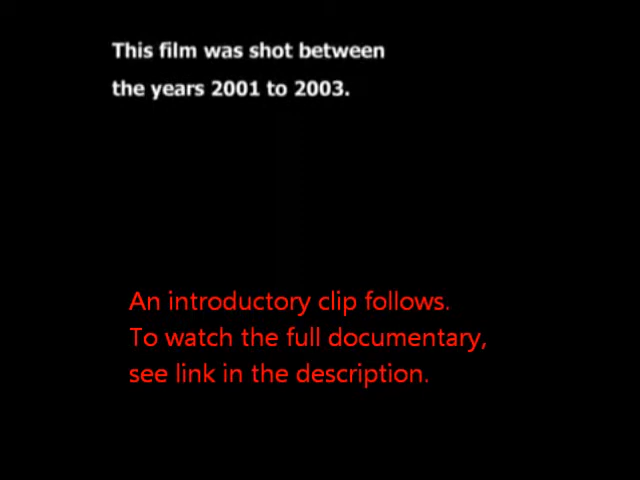 This film was shot between
the years 2001 to 2003.
An introductory clip follows.
To watch the full documentary,
see link in the description.